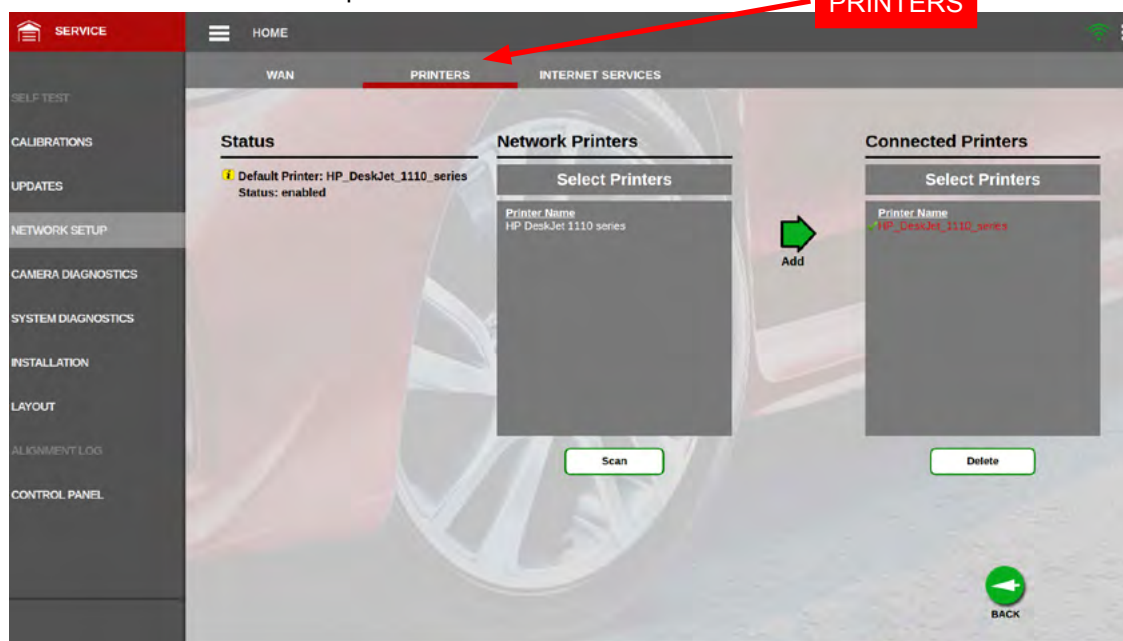 PRINTERS
SERVICE
HOME
WAN PRINTERS INTERNET SERVICES
SELF TEST
CALIBRATIONS
UPDATES
NETWORK SETUP
CAMERA DIAGNOSTICS
SYSTEM DIAGNOSTICS
INSTALLATION
LAYOUT
ALIGNMENT LOG
CONTROL PANEL
Status
Default Printer: HP_DeskJet_1110_series
Status: enabled
Network Printers
Select Printers
Printer Name
HP DeskJet 1110 series
Scan
Add
Connected Printers
Select Printers
Printer Name
HP_DeskJet_1110_series
Delete
BACK